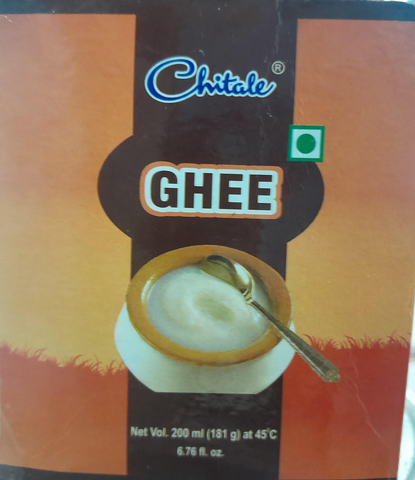 Chitale®
GHEE
Net Vol. 200 ml (181 g) at 45°C
6.76 fl. oz.